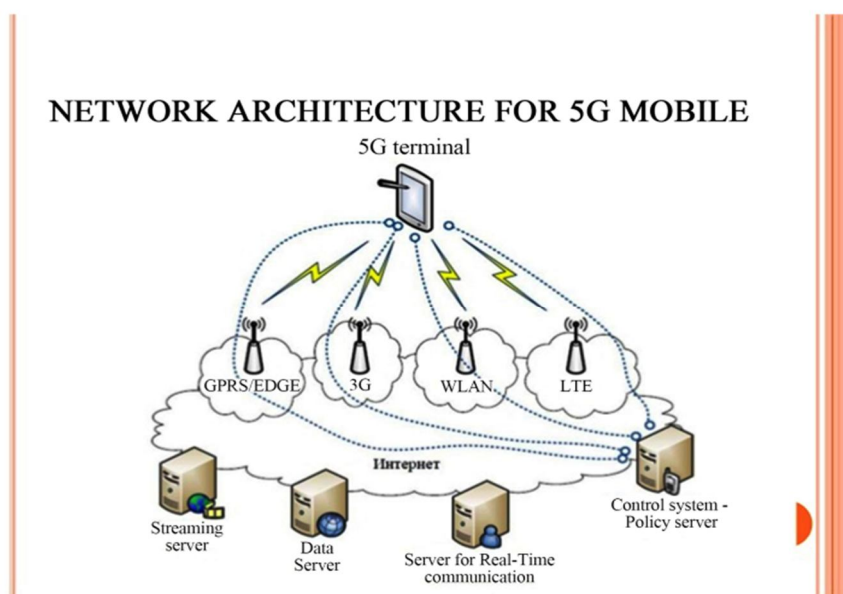 NETWORK ARCHITECTURE FOR 5G MOBILE
5G terminal
GPRS/EDGE
3G
WLAN
LTE
Интернет
Streaming
server
Data
Server
Server for Real-Time
communication
Control system -
Policy server